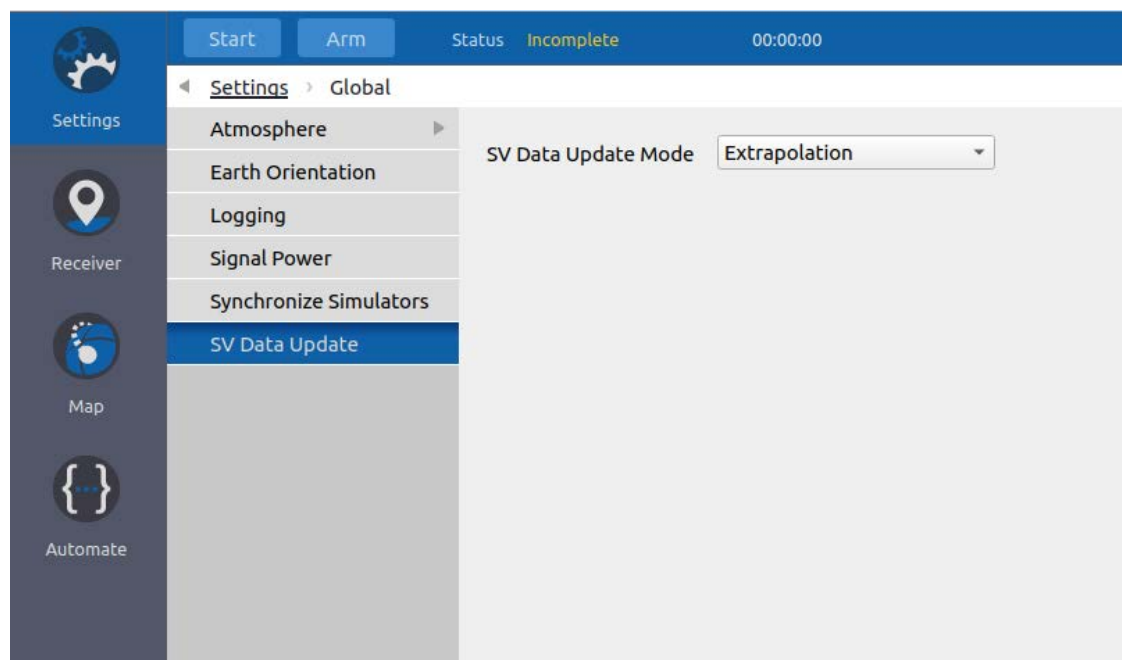 Start Arm Status Incomplete 00:00:00
Settings › Global
Settings
Receiver
Map
Automate
Atmosphere
Earth Orientation
Logging
Signal Power
Synchronize Simulators
SV Data Update
SV Data Update Mode Extrapolation